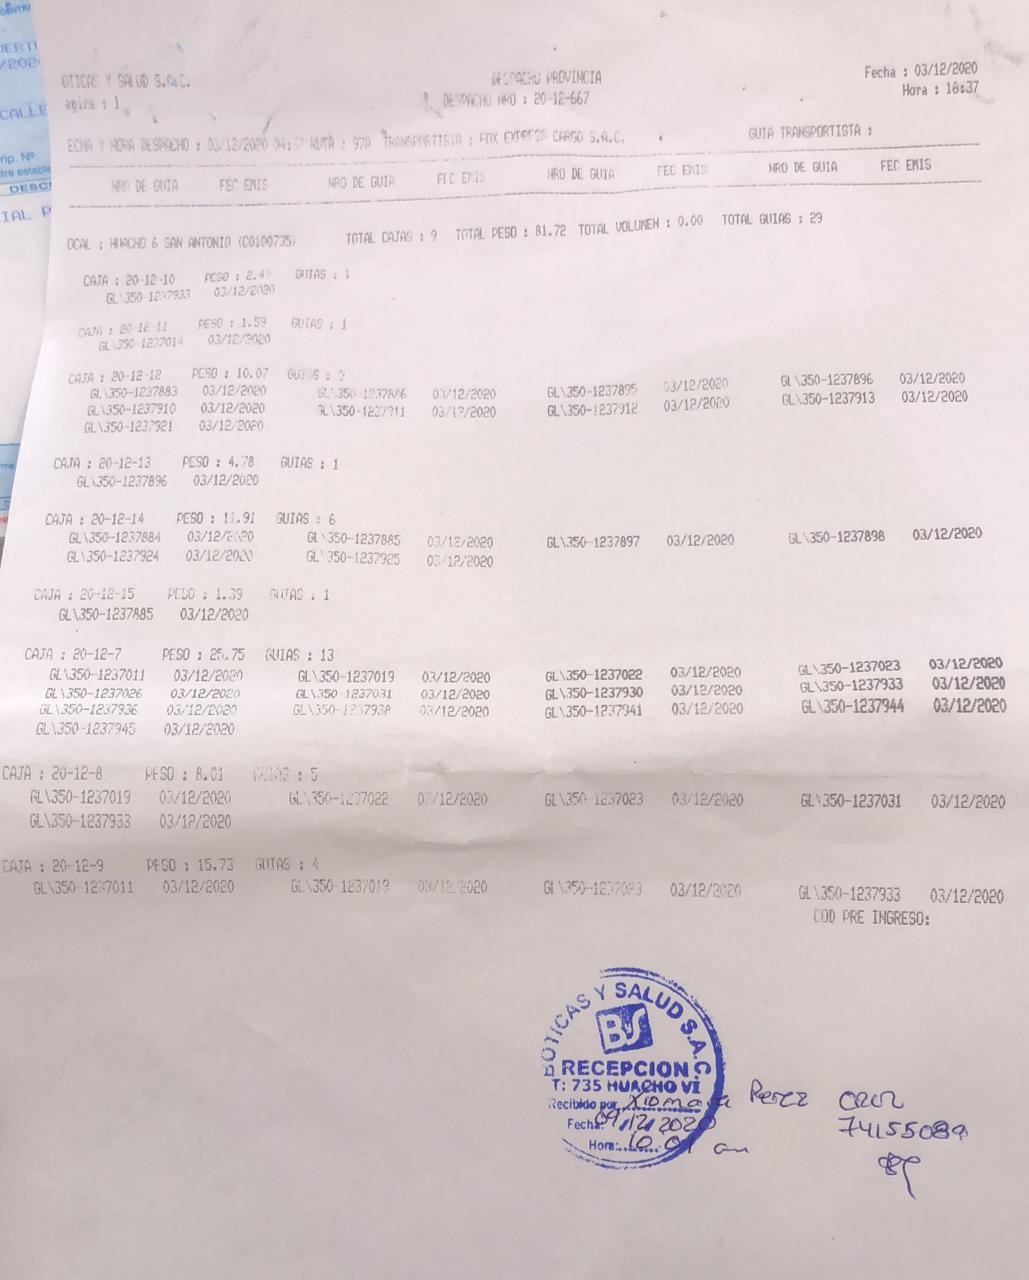 CENTRI
/2020
CALLE
DESC
IAL P
OTICAS Y SALUD S.A.C.
DESPACHO PROVINCIA
Fecha : 03/12/2020
agina : 1
DESPACHO NRO : 20-12-667
Hora : 16:37
ECHA Y HORA DESPACHO : 03/12/2020 RUTA : 97P TRANSPORTISTA : FOX EXPRESS CARGO S.A.C. GUIA TRANSPORTISTA :
NRO DE GUIA FEC EMIS NRO DE GUIA FEC EMIS NRO DE GUIA FEC EMIS NRO DE GUIA FEC EMIS
OCAL : HUACHO 6 SAN ANTONIO (C0100735) TOTAL CAJAS : 9 TOTAL PESO : 81.72 TOTAL VOLUMEN : 0.00 TOTAL GUIAS : 29
CAJA : 20-12-10 PESO : GUIAS : 1
GL\350-1237933 03/12/2020
CAJA : 20-12-11 PESO : 1.59 GUIAS : 1
GL\350-1237014 03/12/2020
CAJA : 20-12-12 PESO : 10.07 GUIAS :
GL\350-1237883 03/12/2020 GL\350-1237886 03/12/2020 GL\350-1237895 03/12/2020 GL\350-1237896 03/12/2020
GL\350-1237910 03/12/2020 GL\350-1237911 03/12/2020 GL\350-1237912 03/12/2020 GL\350-1237913 03/12/2020
GL\350-1237921 03/12/2020
CAJA : 20-12-13 PESO : 4.78 GUIAS : 1
GL\350-1237896 03/12/2020
CAJA : 20-12-14 PESO : 11.91 GUIAS : 6
GL\350-1237884 03/12/2020 GL\350-1237885 03/12/2020 GL\350-1237897 03/12/2020 GL\350-1237898 03/12/2020
GL\350-1237924 03/12/2020 GL\350-1237925 03/12/2020
CAJA : 20-12-15 PESO : 1.39 GUIAS : 1
GL\350-1237885 03/12/2020
CAJA : 20-12-7 PESO : 25.75 GUIAS : 13
GL\350-1237011 03/12/2020 GL\350-1237019 03/12/2020 GL\350-1237022 03/12/2020 GL\350-1237023 03/12/2020
GL\350-1237026 03/12/2020 GL\350-1237031 03/12/2020 GL\350-1237930 03/12/2020 GL\350-1237933 03/12/2020
GL\350-1237936 03/12/2020 GL\350-1237938 03/12/2020 GL\350-1237941 03/12/2020 GL\350-1237944 03/12/2020
GL\350-1237945 03/12/2020
CAJA : 20-12-8 PESO : 8.01 GUIAS : 5
GL\350-1237019 03/12/2020 GL\350-1237022 03/12/2020 GL\350-1237023 03/12/2020 GL\350-1237031 03/12/2020
GL\350-1237933 03/12/2020
CAJA : 20-12-9 PESO : 15.73 GUIAS : 4
GL\350-1237011 03/12/2020 GL\350-1237019 03/12/2020 GL\350-1237023 03/12/2020 GL\350-1237933 03/12/2020
COD PRE INGRESO:
BOTICAS Y SALUD S.A.C.
BYS
RECEPCION
T: 735 HUACHO VI
Recibido por Xiomara Perez Cruz
Fecha: 09/12/2020 74155089
Hora: 10:01 am